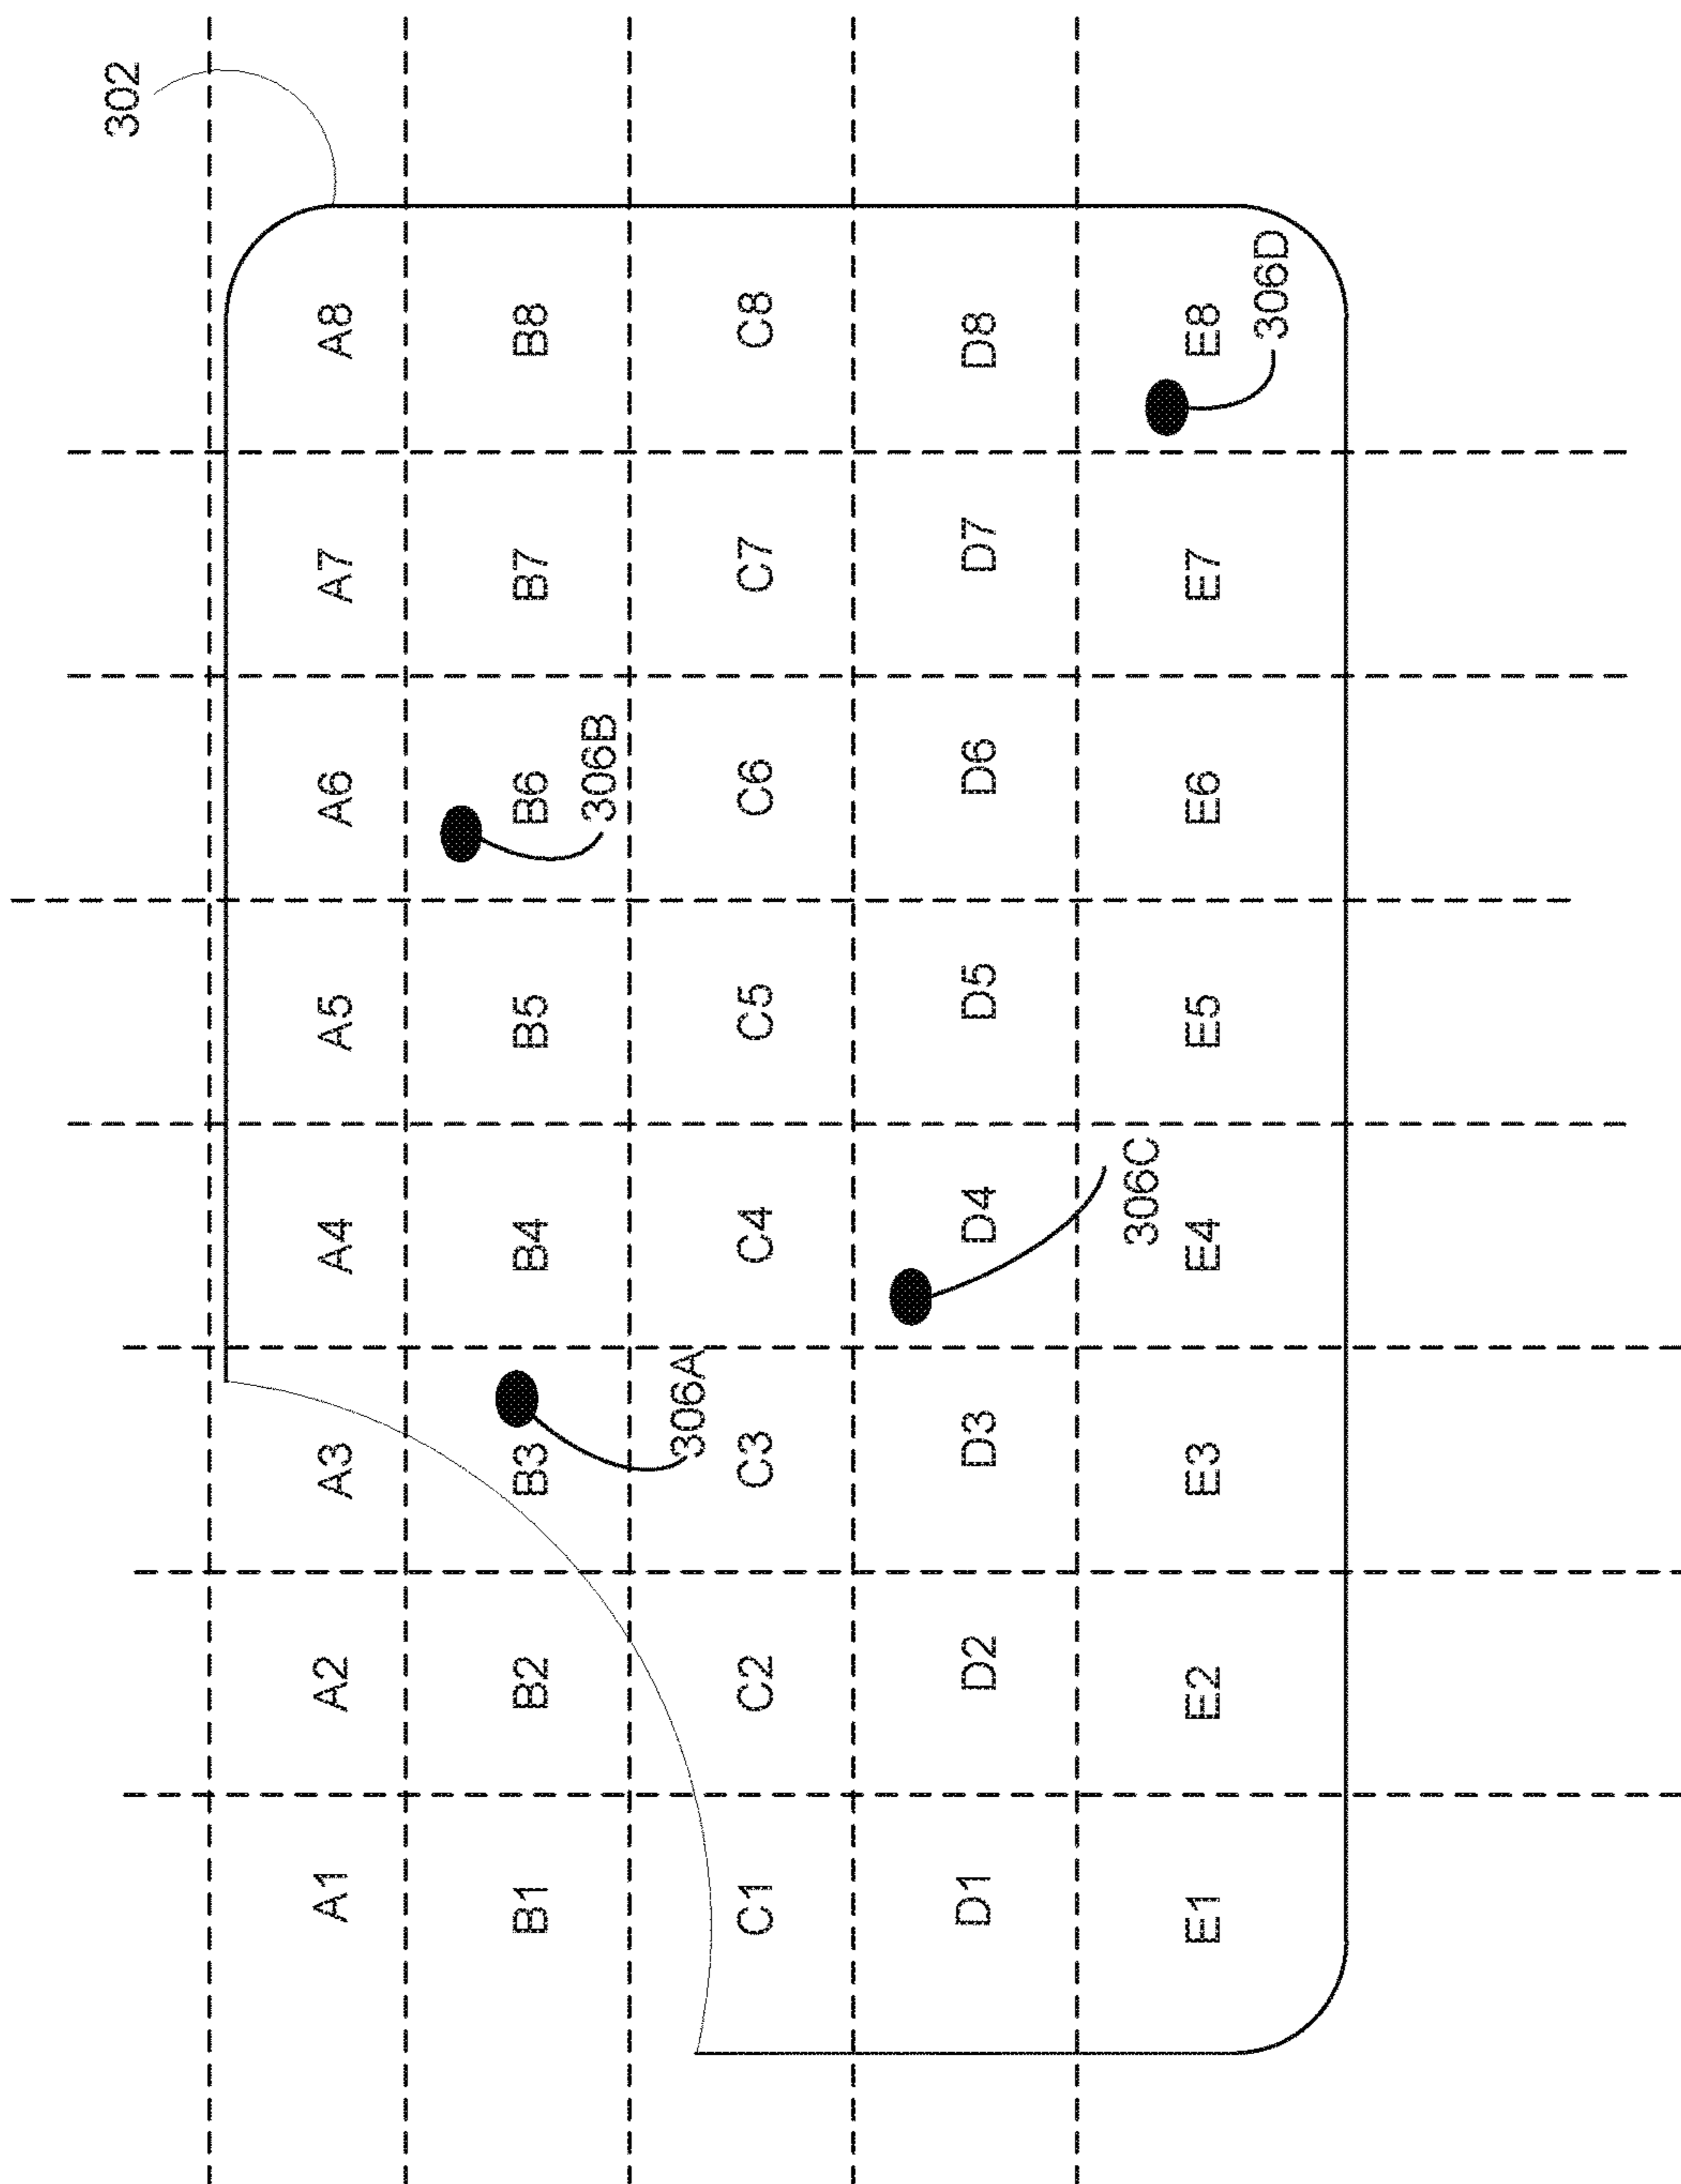 302
A1 A2 A3 A4 A5 A6 A7 A8
B1 B2 B3 B4 B5 B6 B7 B8
306B
306A
C1 C2 C3 C4 C5 C6 C7 C8
D1 D2 D3 D4 D5 D6 D7 D8
306C
E1 E2 E3 E4 E5 E6 E7 E8
306D